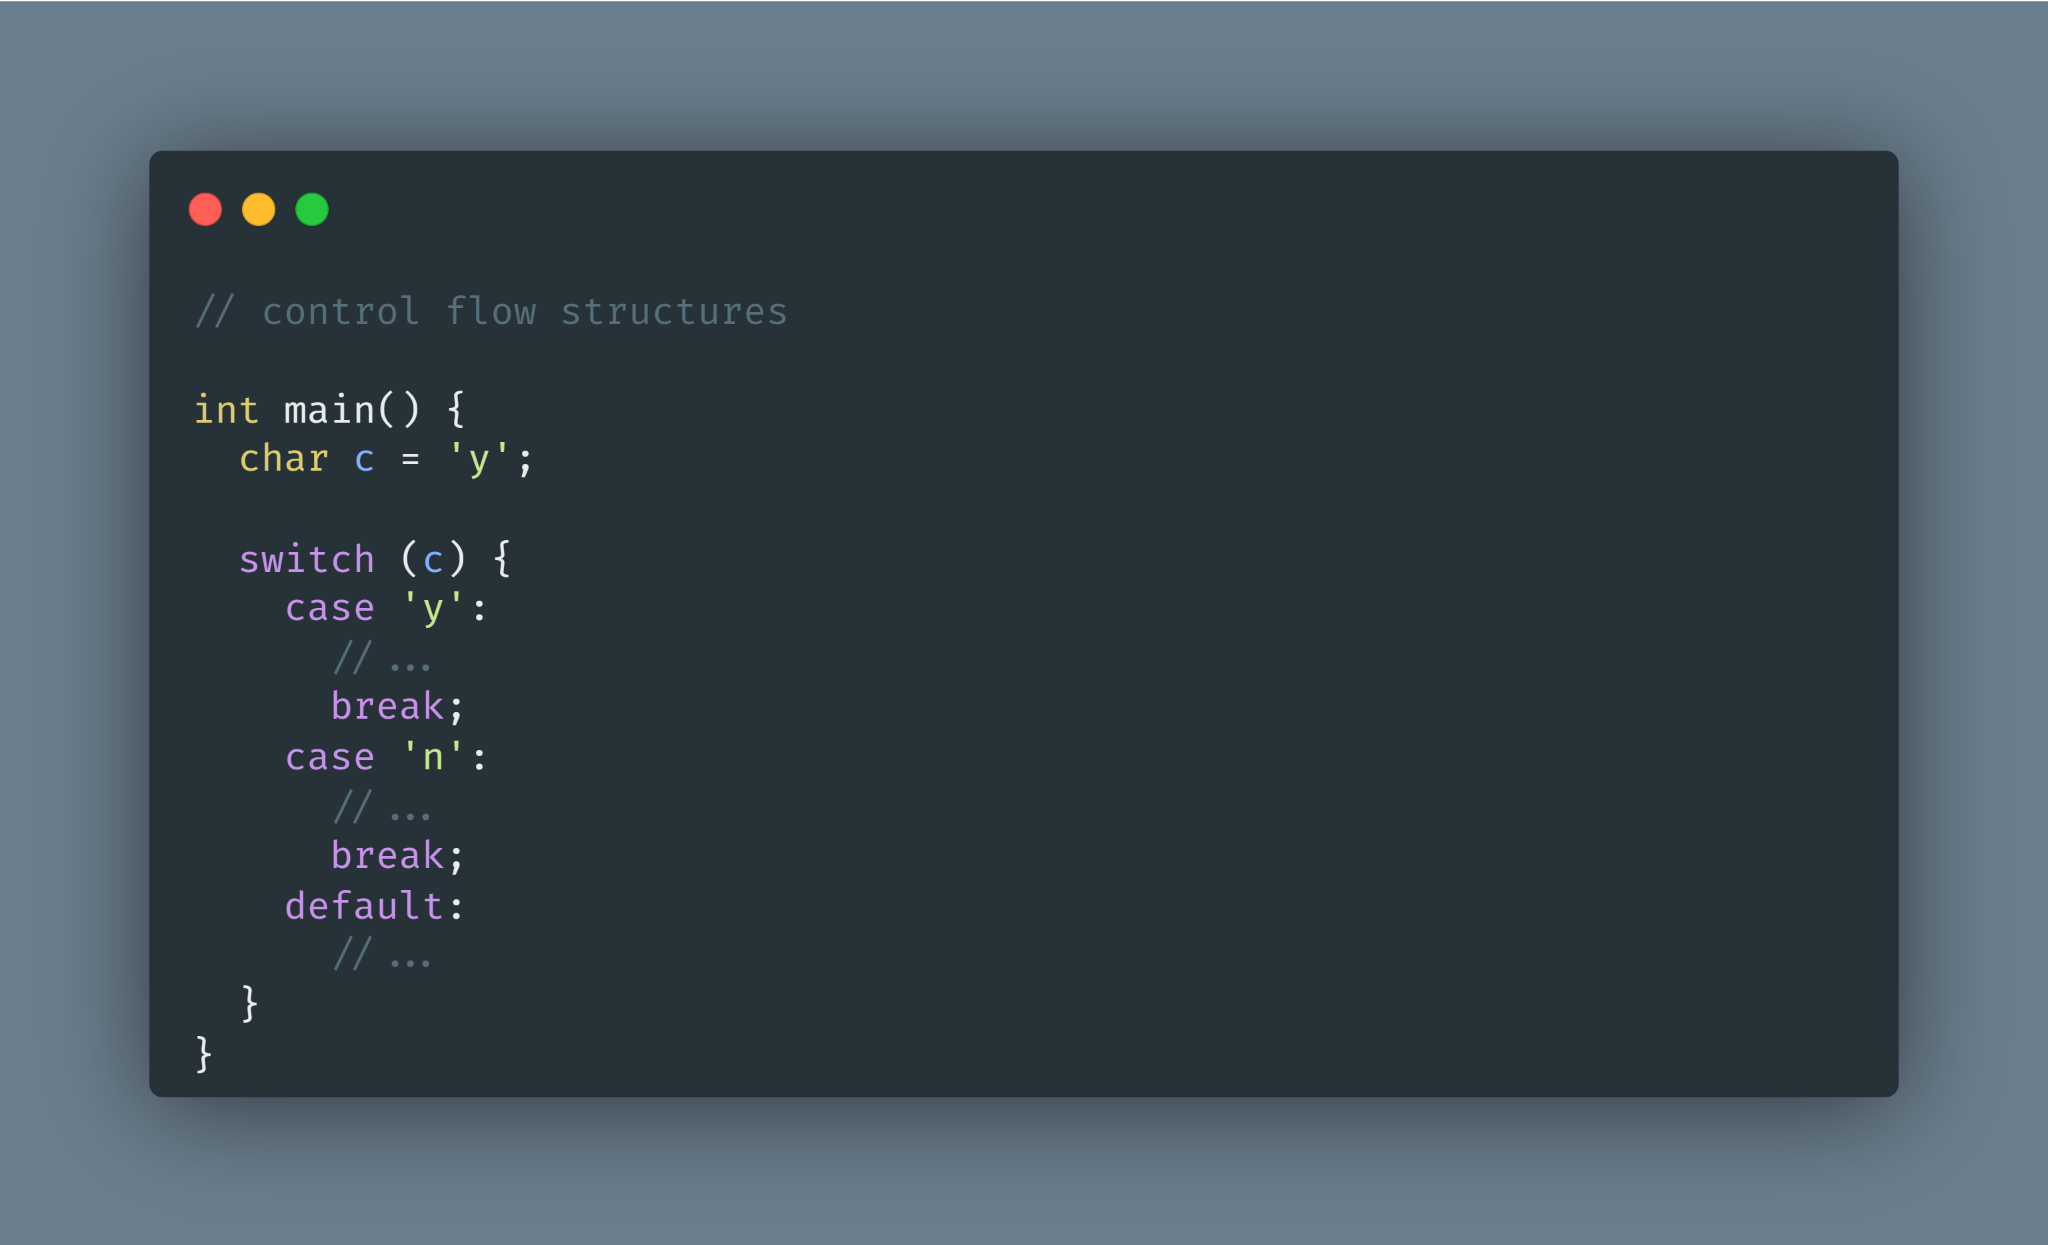 // control flow structures
int main() {
  char c = 'y';
  switch (c) {
    case 'y':
      // ...
      break;
    case 'n':
      // ...
      break;
    default:
      // ...
  }
}